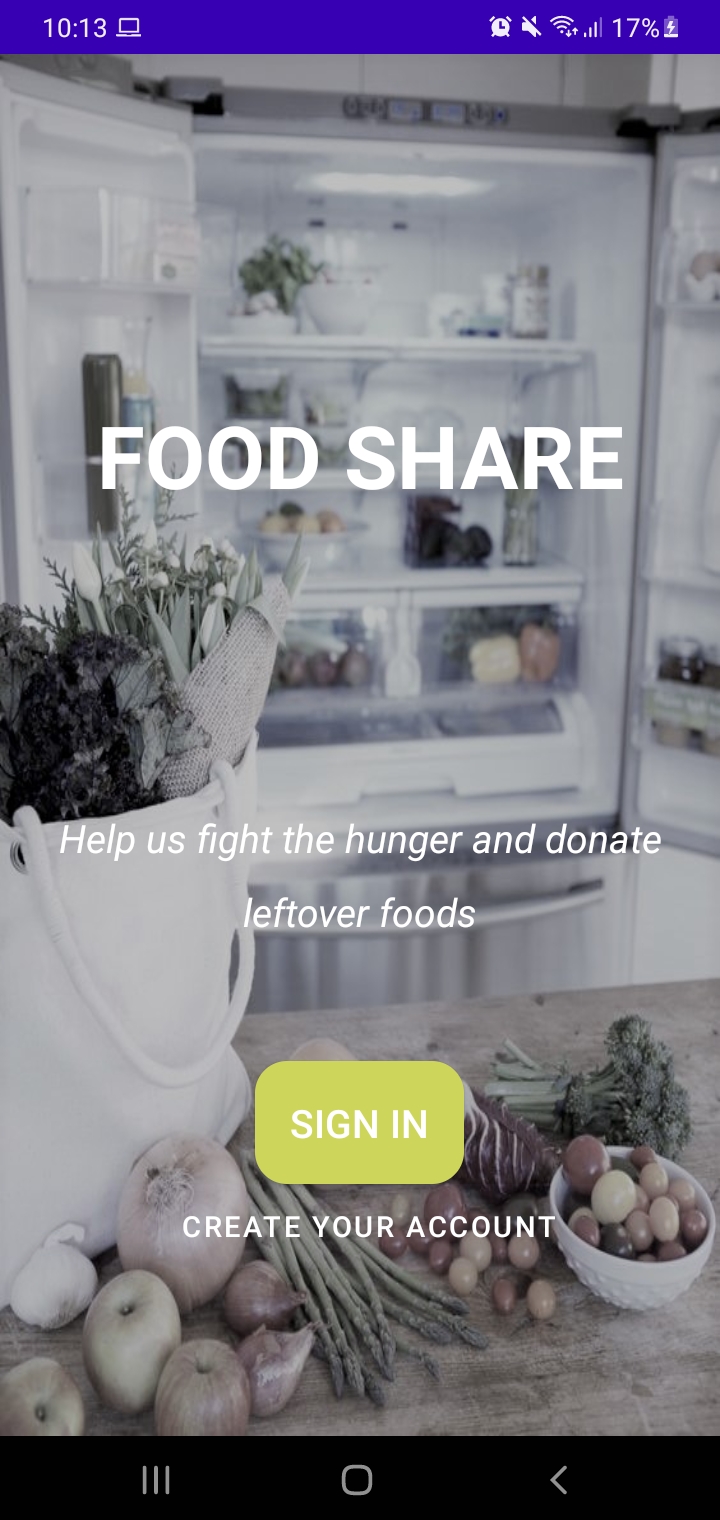 10:13
17%
FOOD SHARE
Help us fight the hunger and donate
leftover foods
SIGN IN
CREATE YOUR ACCOUNT